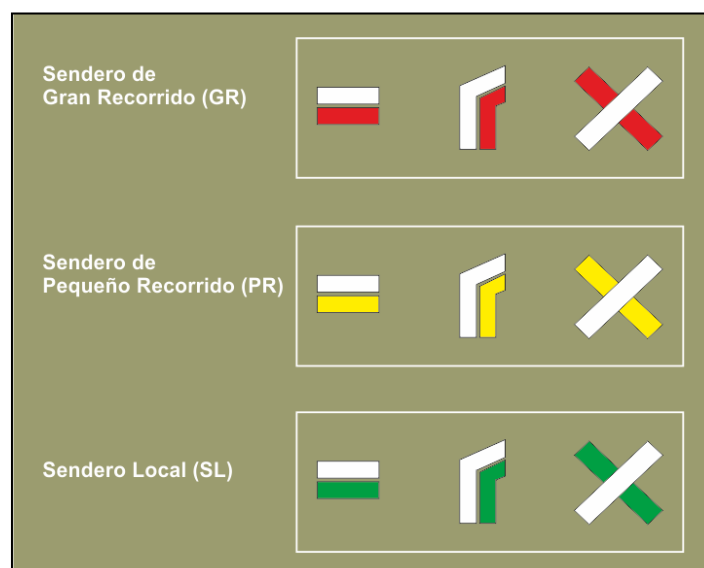 Sendero de
Gran Recorrido (GR)
Sendero de
Pequeño Recorrido (PR)
Sendero Local (SL)